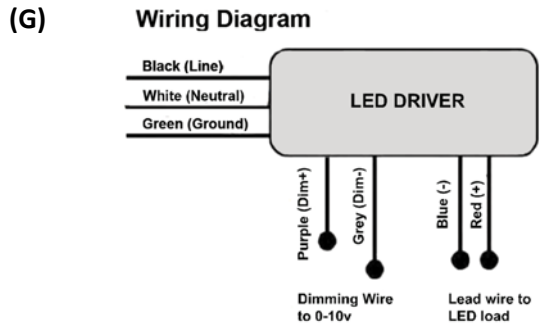 (G)
Wiring Diagram
Black (Line)
White (Neutral)
Green (Ground)
LED DRIVER
Purple (Dim+)
Grey (Dim-)
Blue (-)
Red (+)
Dimming Wire
to 0-10v
Lead wire to
LED load